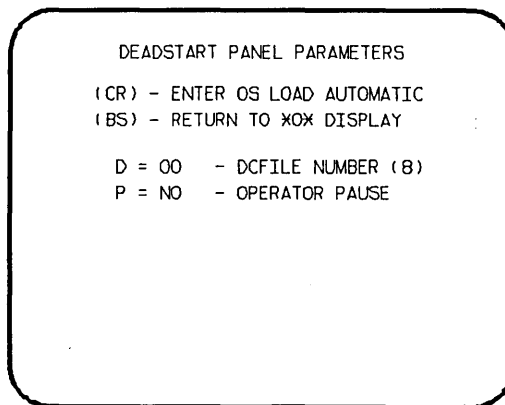 DEADSTART PANEL PARAMETERS
(CR) - ENTER OS LOAD AUTOMATIC
(BS) - RETURN TO *O* DISPLAY
D = 00 - DCFILE NUMBER (8)
P = NO - OPERATOR PAUSE